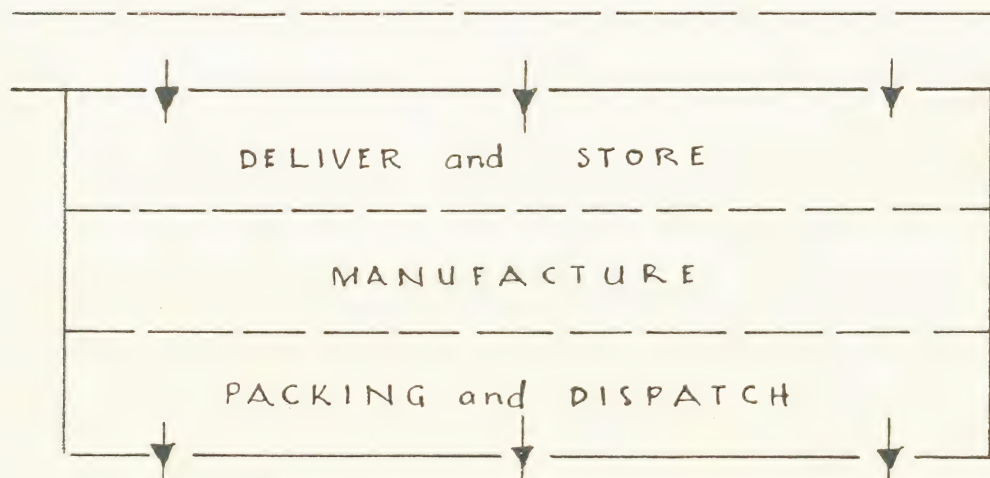 DELIVER and STORE
MANUFACTURE
PACKING and DISPATCH